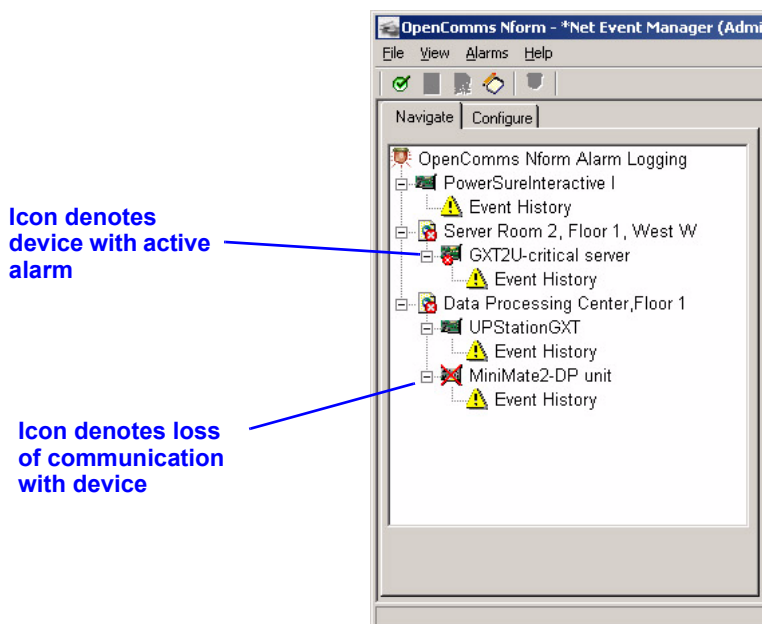 OpenComms Nform - *Net Event Manager (Admi
File View Alarms Help
Navigate Configure
OpenComms Nform Alarm Logging
PowerSureInteractive I
Event History
Server Room 2, Floor 1, West W
GXT2U-critical server
Event History
Data Processing Center,Floor 1
UPStationGXT
Event History
MiniMate2-DP unit
Event History
Icon denotes
device with active
alarm
Icon denotes loss
of communication
with device